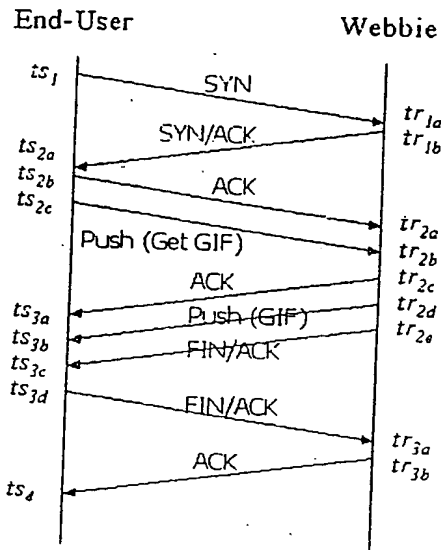 End-User Webbie
ts1
SYN
tr1a
SYN/ACK
tr1b
ts2a
ts2b
ACK
ts2c
tr2a
Push (Get GIF)
tr2b
ACK
tr2c
ts3a
Push (GIF)
tr2d
ts3b
FIN/ACK
tr2e
ts3c
ts3d
FIN/ACK
tr3a
ACK
tr3b
ts4